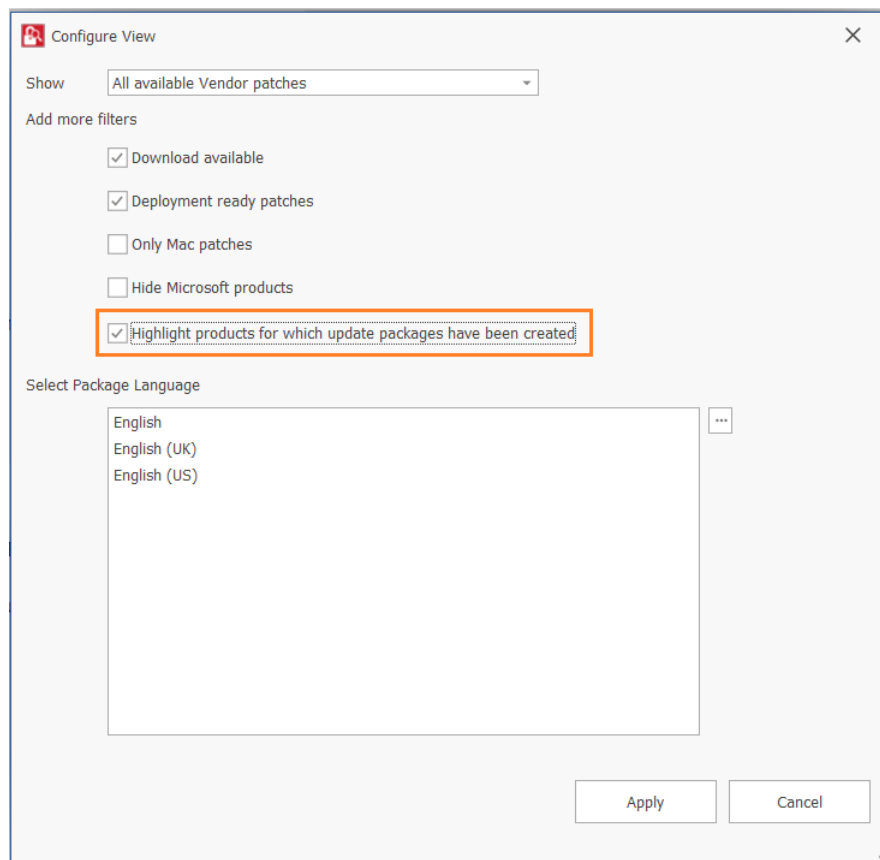 Configure View
Show All available Vendor patches
Add more filters
Download available
Deployment ready patches
Only Mac patches
Hide Microsoft products
Highlight products for which update packages have been created
Select Package Language
English
...
English (UK)
English (US)
Apply Cancel